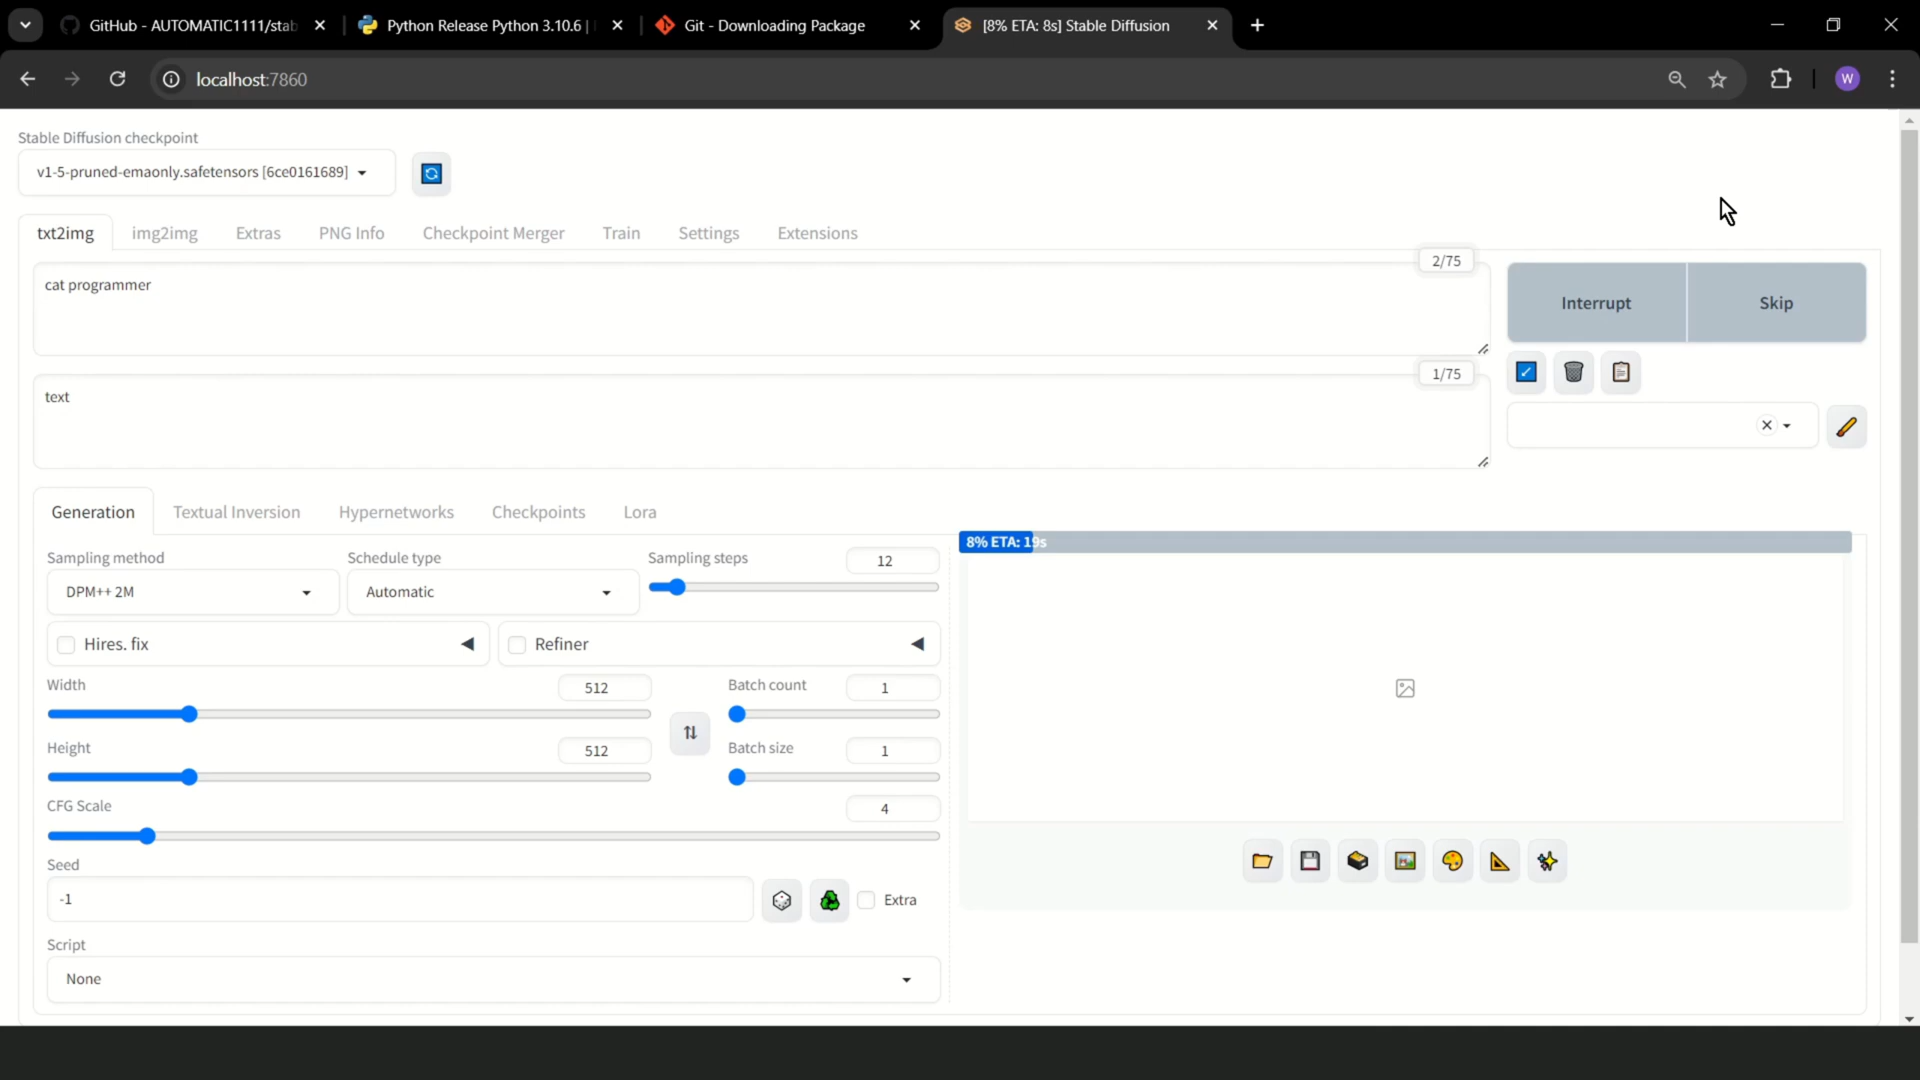 GitHub - AUTOMATIC1111/stab
Python Release Python 3.10.6 |
Git - Downloading Package
[8% ETA: 8s] Stable Diffusion
localhost:7860
W
Stable Diffusion checkpoint
v1-5-pruned-emaonly.safetensors [6ce0161689]
txt2img
img2img
Extras
PNG Info
Checkpoint Merger
Train
Settings
Extensions
2/75
cat programmer
Interrupt
Skip
1/75
text
Generation
Textual Inversion
Hypernetworks
Checkpoints
Lora
8% ETA: 19s
Sampling method
Schedule type
Sampling steps
12
DPM++ 2M
Automatic
Hires. fix
Refiner
Width
512
Batch count
1
Height
512
Batch size
1
CFG Scale
4
Seed
-1
Extra
Script
None